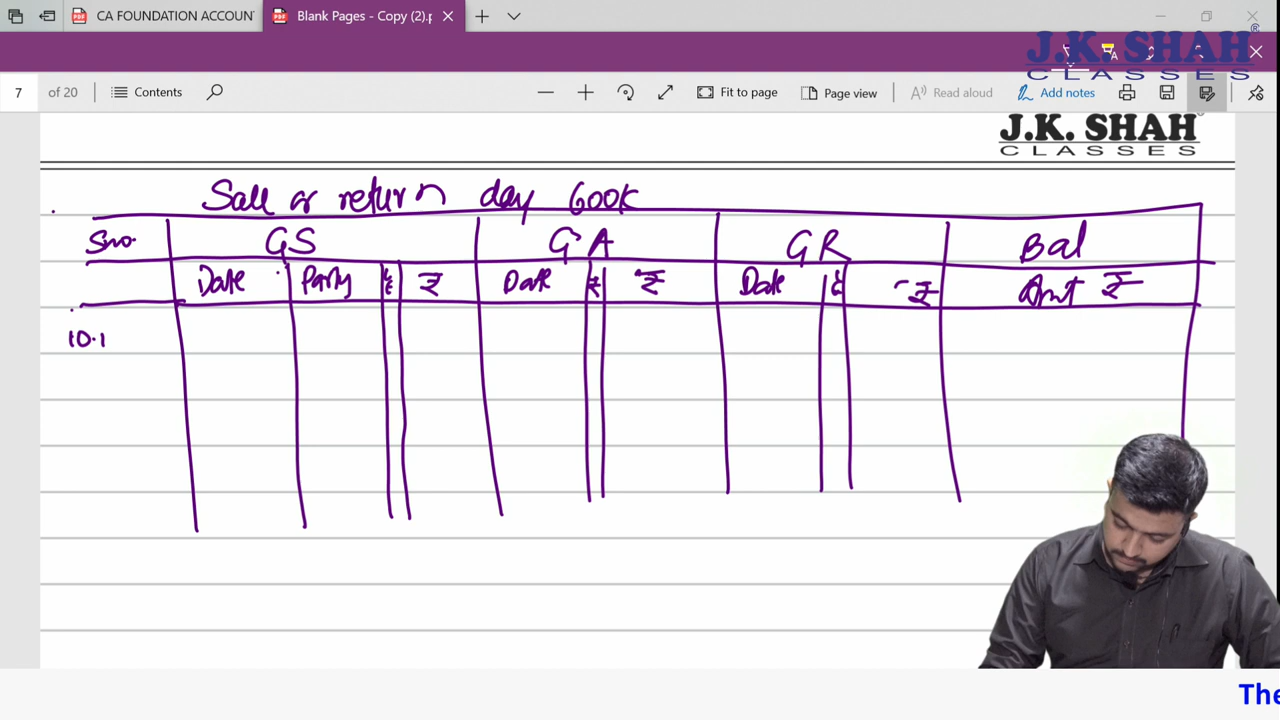 CA FOUNDATION ACCOUN
Blank Pages - Copy (2).p
J.K. SHAH®
CLASSES
7 of 20
Contents
Fit to page
Page view
Read aloud
Add notes
J.K. SHAH
CLASSES
Sale or return day book
Sno. GS GA GR Bal
Date Party ₹ Date ₹ Date ₹ Amt ₹
10.1
The